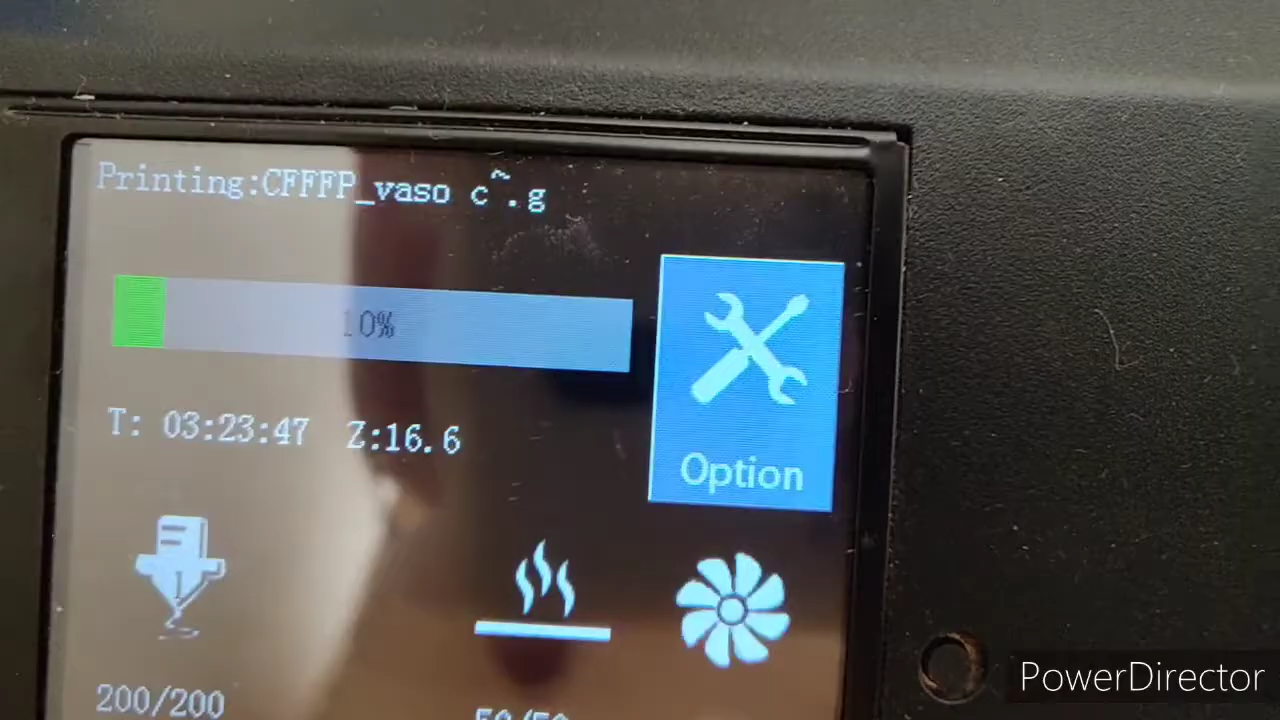 Printing:CFFFP_vaso c~.g
10%
T: 03:23:47 Z:16.6
Option
200/200
PowerDirector